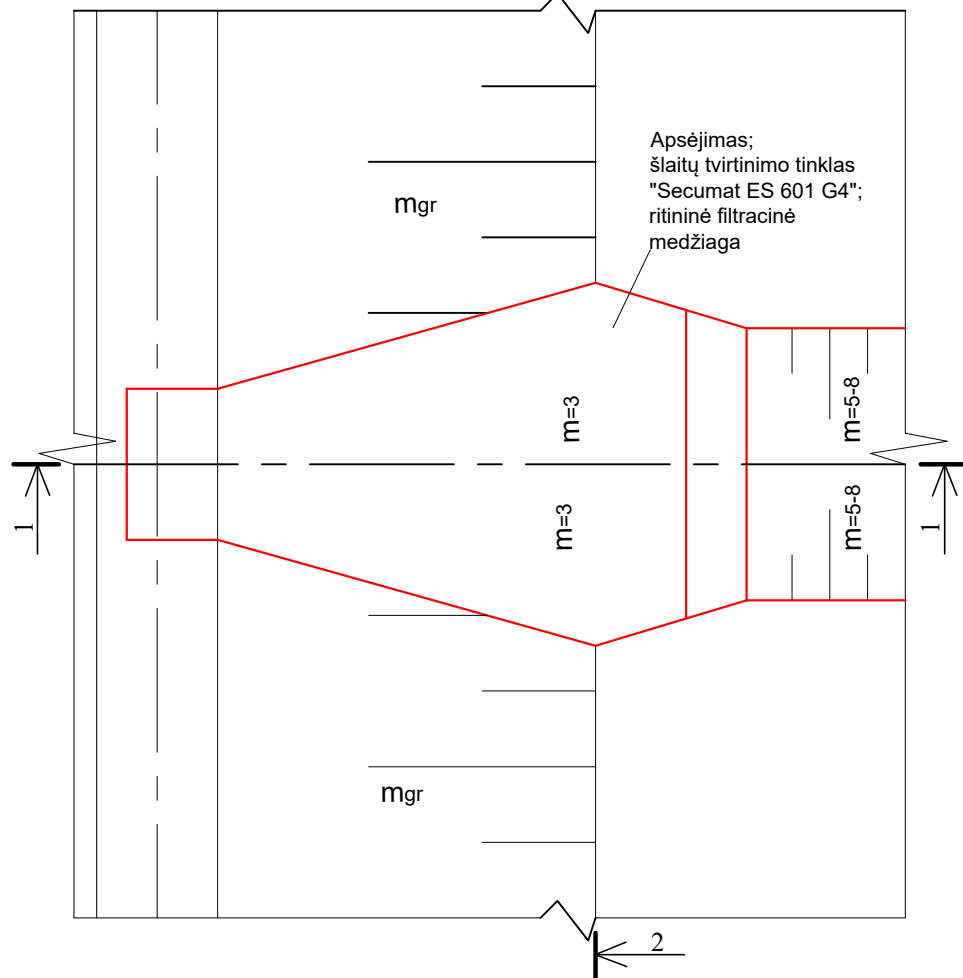 Apsėjimas;
šlaitų tvirtinimo tinklas
"Secumat ES 601 G4";
ritininė filtracinė
medžiaga
mgr
m=3
m=5-8
1
1
m=3
m=5-8
mgr
2